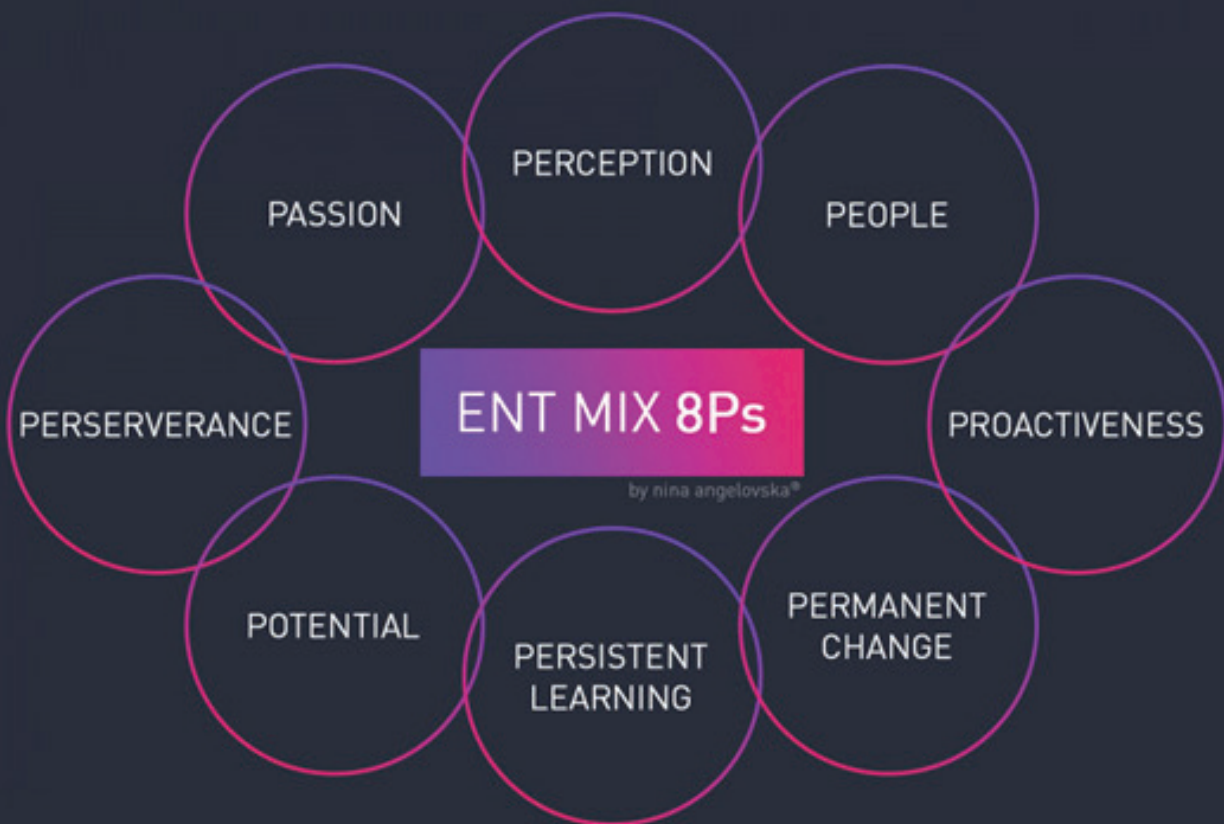 PERCEPTION
PASSION
PEOPLE
PERSERVERANCE
ENT MIX 8Ps
PROACTIVENESS
by nina angelovska®
POTENTIAL
PERMANENT
CHANGE
PERSISTENT
LEARNING